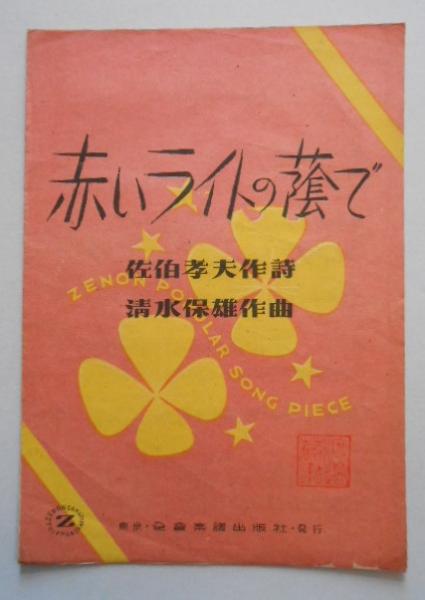 赤いライトの蔭で
佐伯孝夫作詩
清水保雄作曲
ZENON POPULAR SONG PIECE
Z
東京・全音楽譜出版社・発行